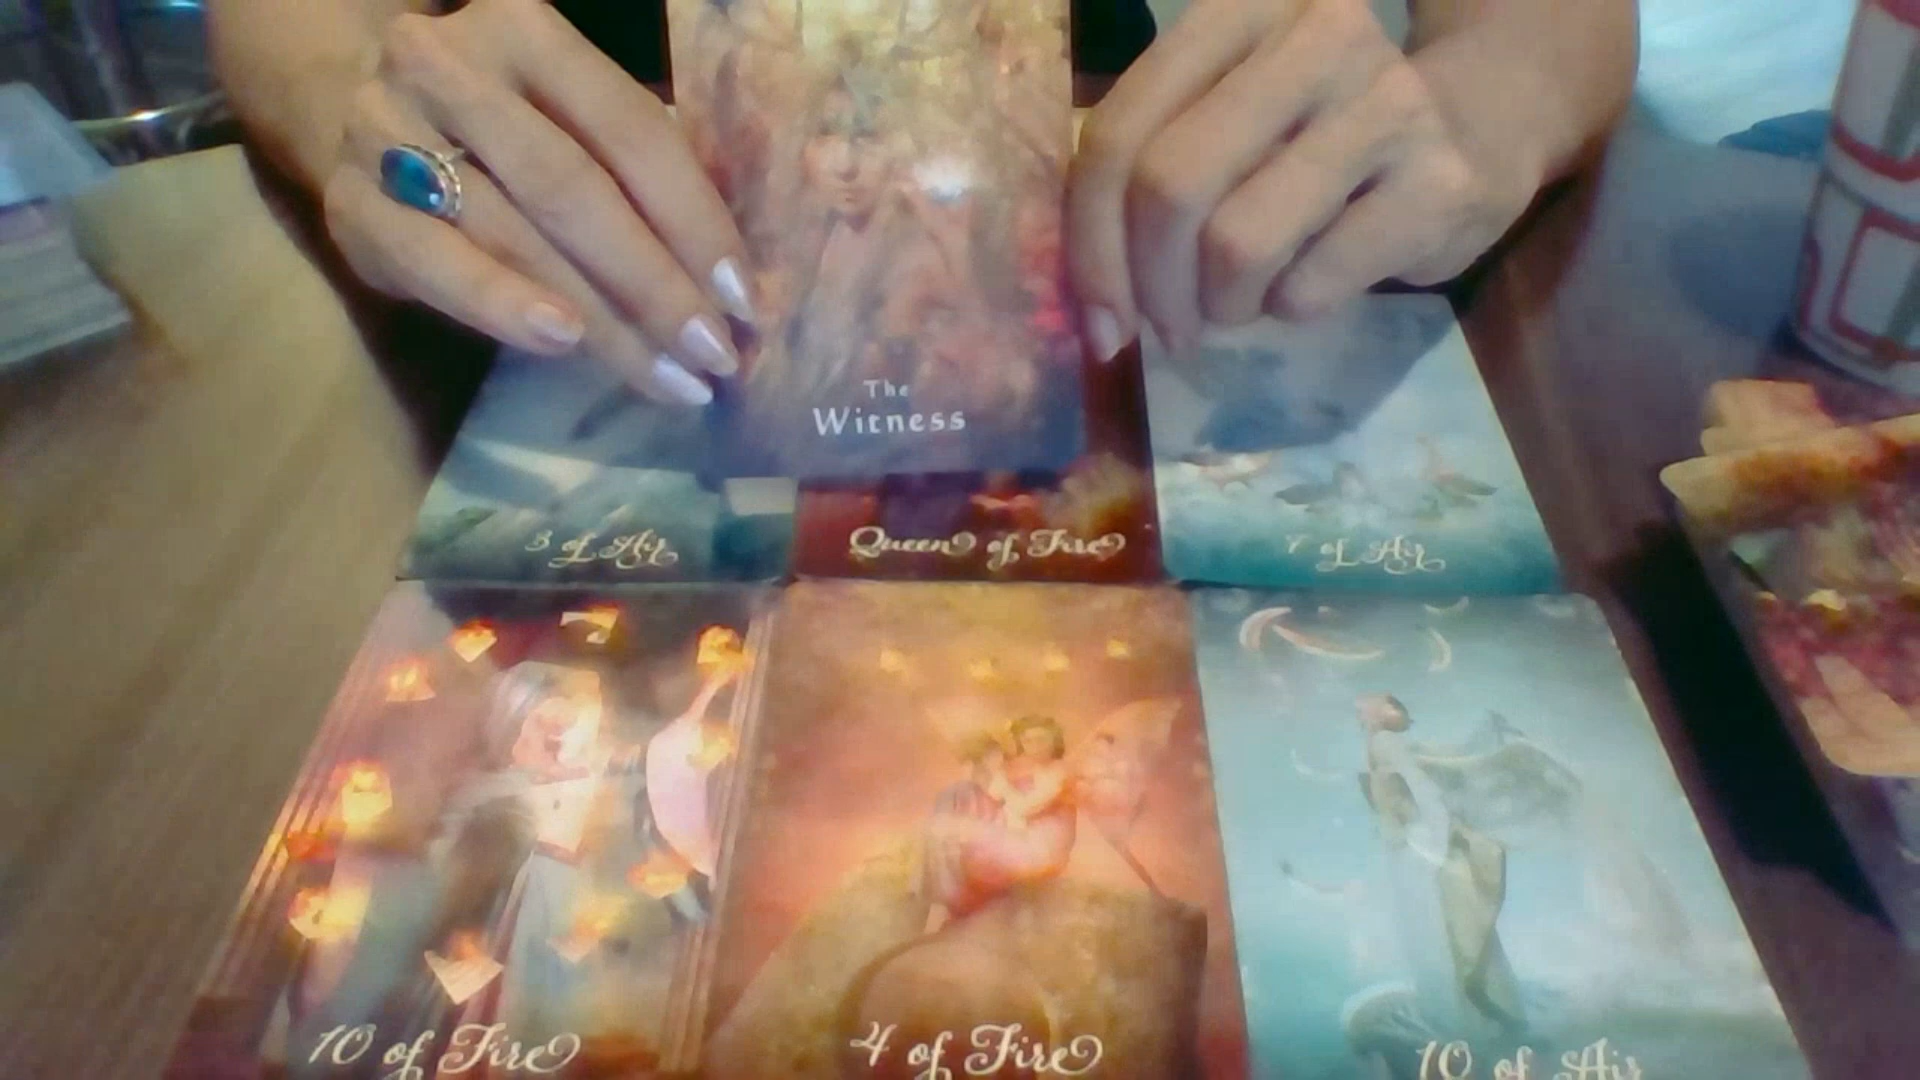 The
Witness
3 of Air
Queen of Fire
7 of Air
10 of Fire
4 of Fire
10 of Air